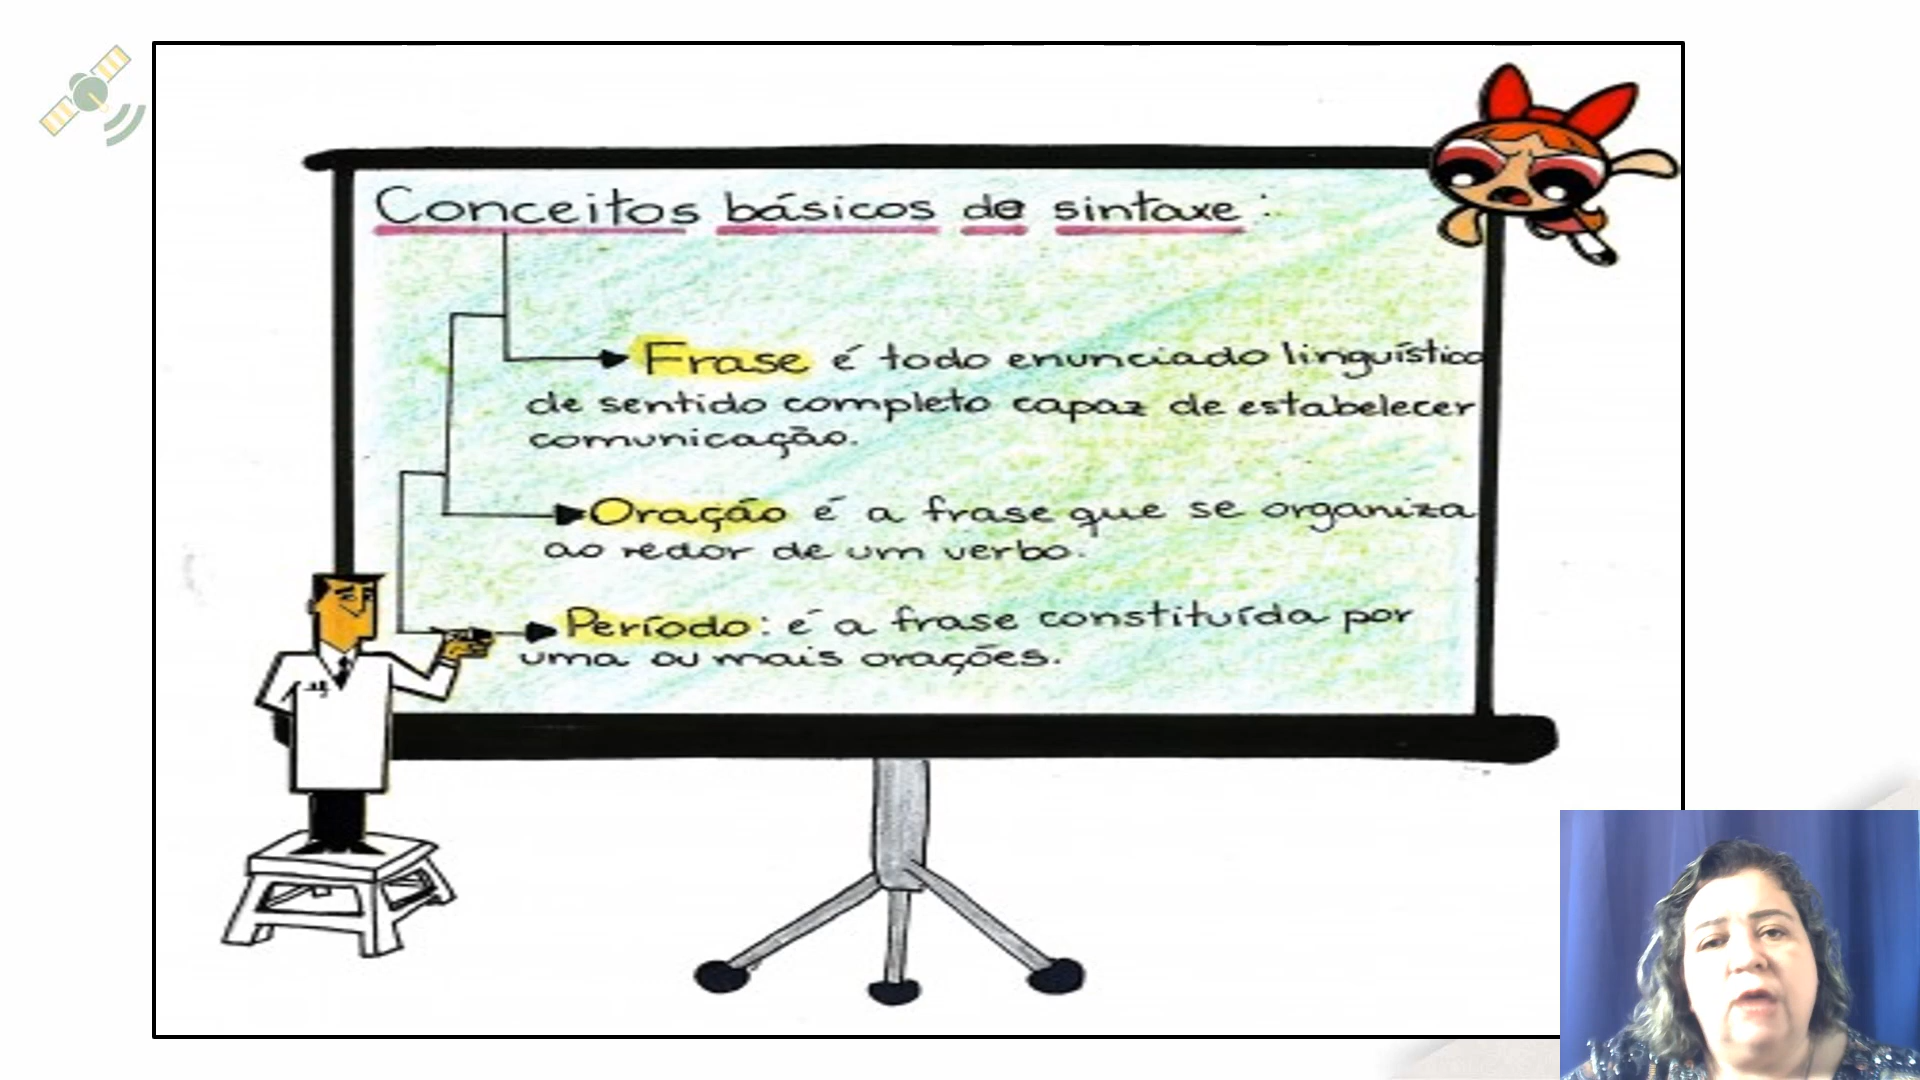 Conceitos básicos de sintaxe:
Frase é todo enunciado linguístico
de sentido completo capaz de estabelecer
comunicação.
Oração é a frase que se organiza
ao redor de um verbo.
Período: é a frase constituída por
uma ou mais orações.